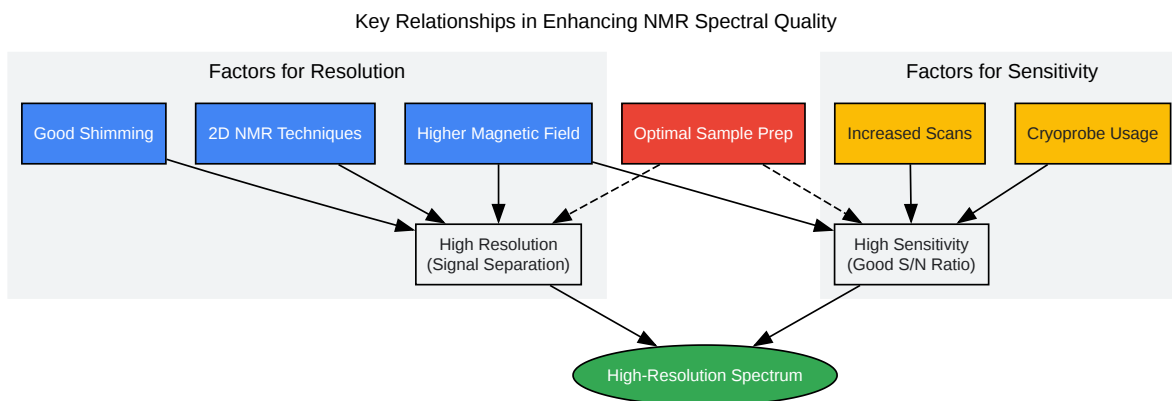 Key Relationships in Enhancing NMR Spectral Quality
Factors for Resolution
Factors for Sensitivity
Good Shimming
2D NMR Techniques
Higher Magnetic Field
Optimal Sample Prep
Increased Scans
Cryoprobe Usage
High Resolution
(Signal Separation)
High Sensitivity
(Good S/N Ratio)
High-Resolution Spectrum